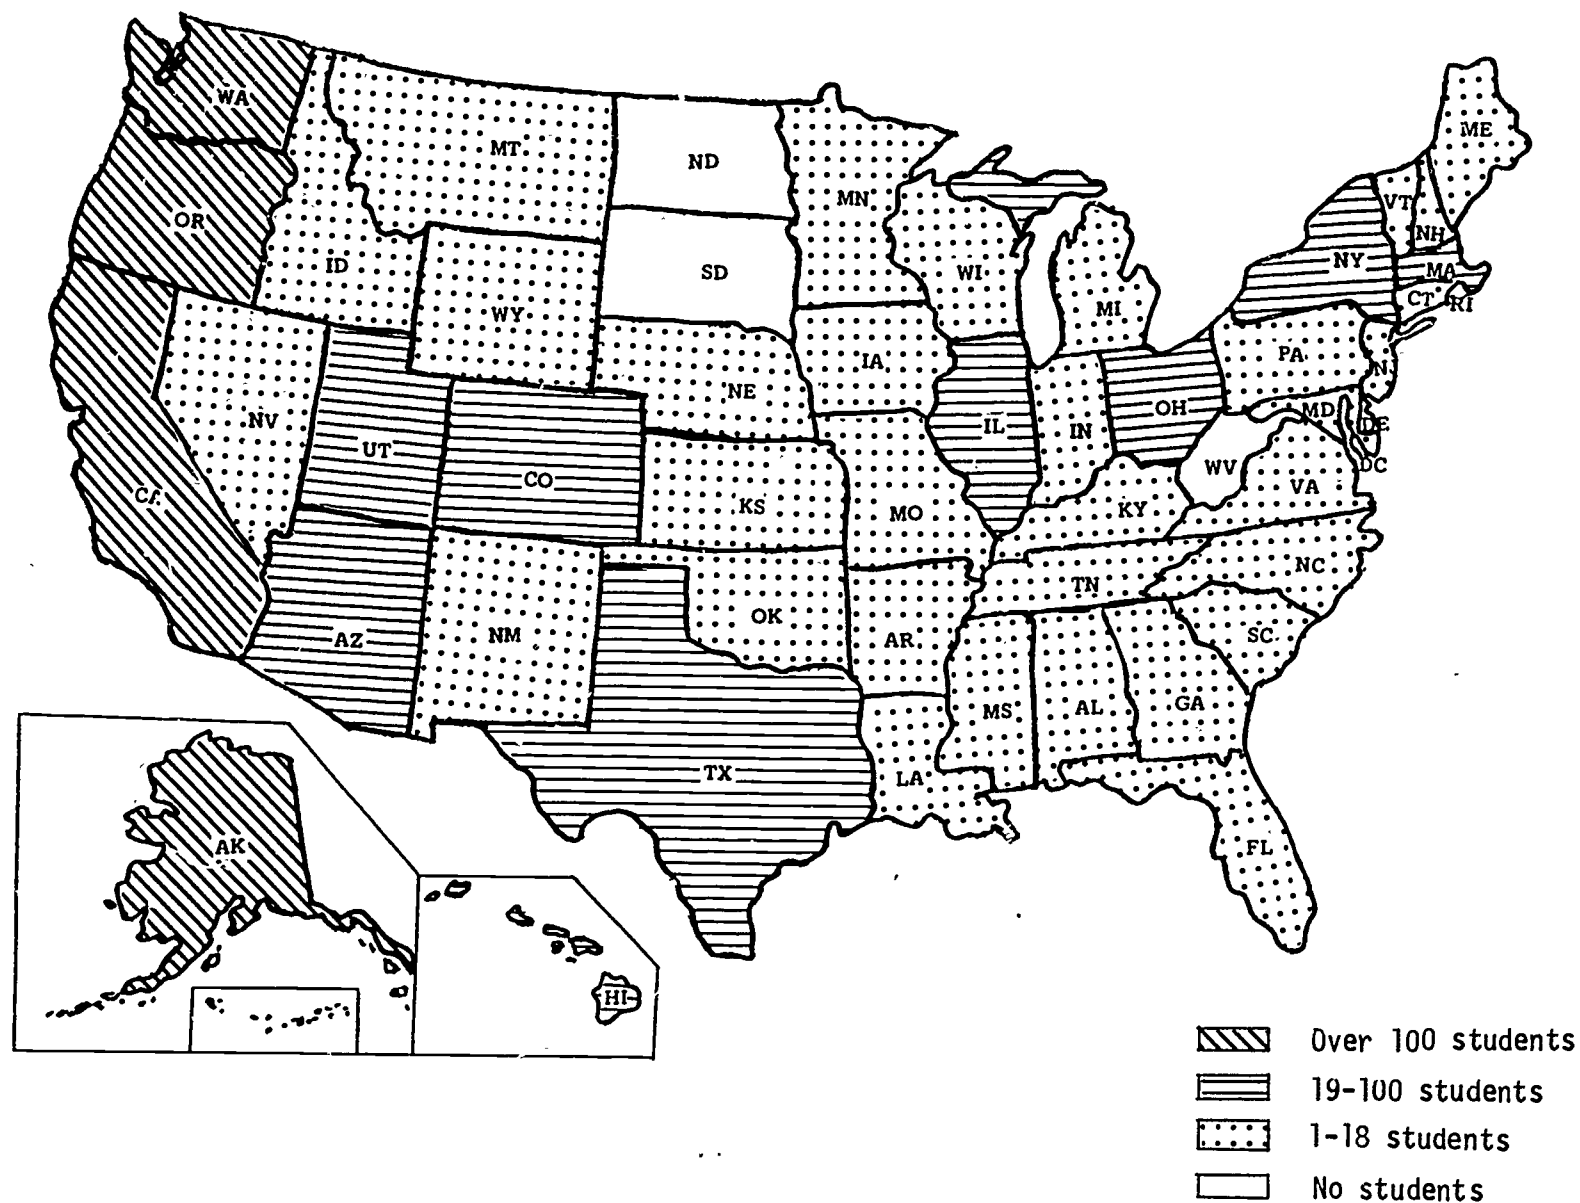 WA
MT
ND
MN
ME
OR
ID
SD
WI
VT
NH
NY
MA
WY
MI
CT
RI
IA
PA
NJ
NE
NV
UT
CO
IL
IN
OH
MD
DE
DC
WV
VA
CA
KS
MO
KY
NC
TN
AZ
NM
OK
AR
SC
MS
AL
GA
TX
LA
FL
AK
HI
Over 100 students
19-100 students
1-18 students
No students